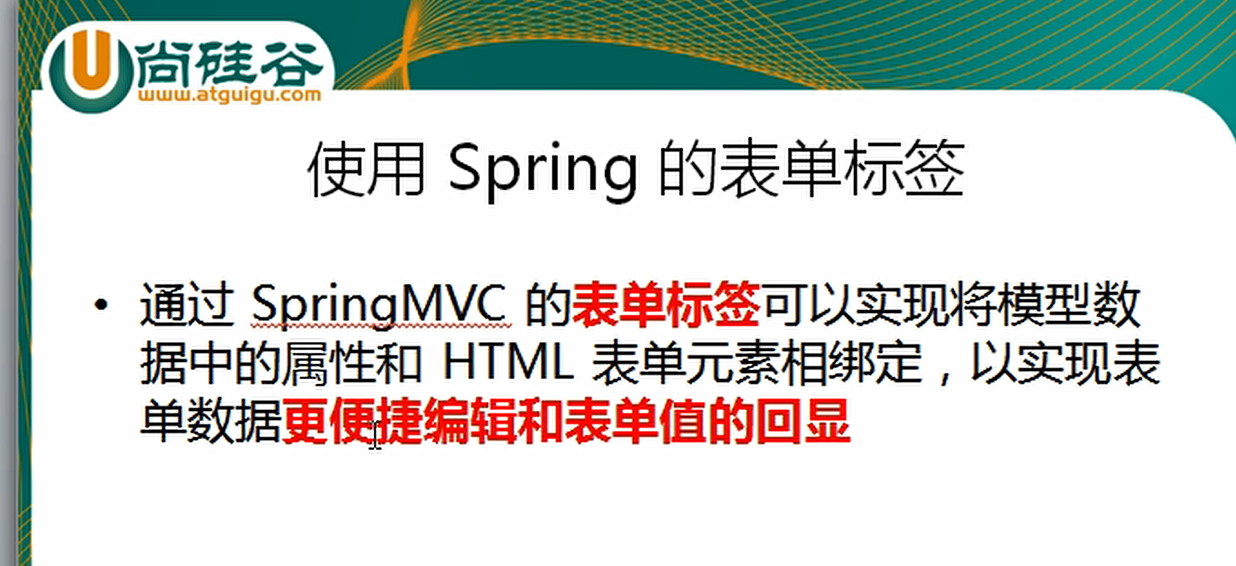 尚硅谷
www.atguigu.com
使用 Spring 的表单标签
• 通过 SpringMVC 的表单标签可以实现将模型数
据中的属性和 HTML 表单元素相绑定，以实现表
单数据更便捷编辑和表单值的回显